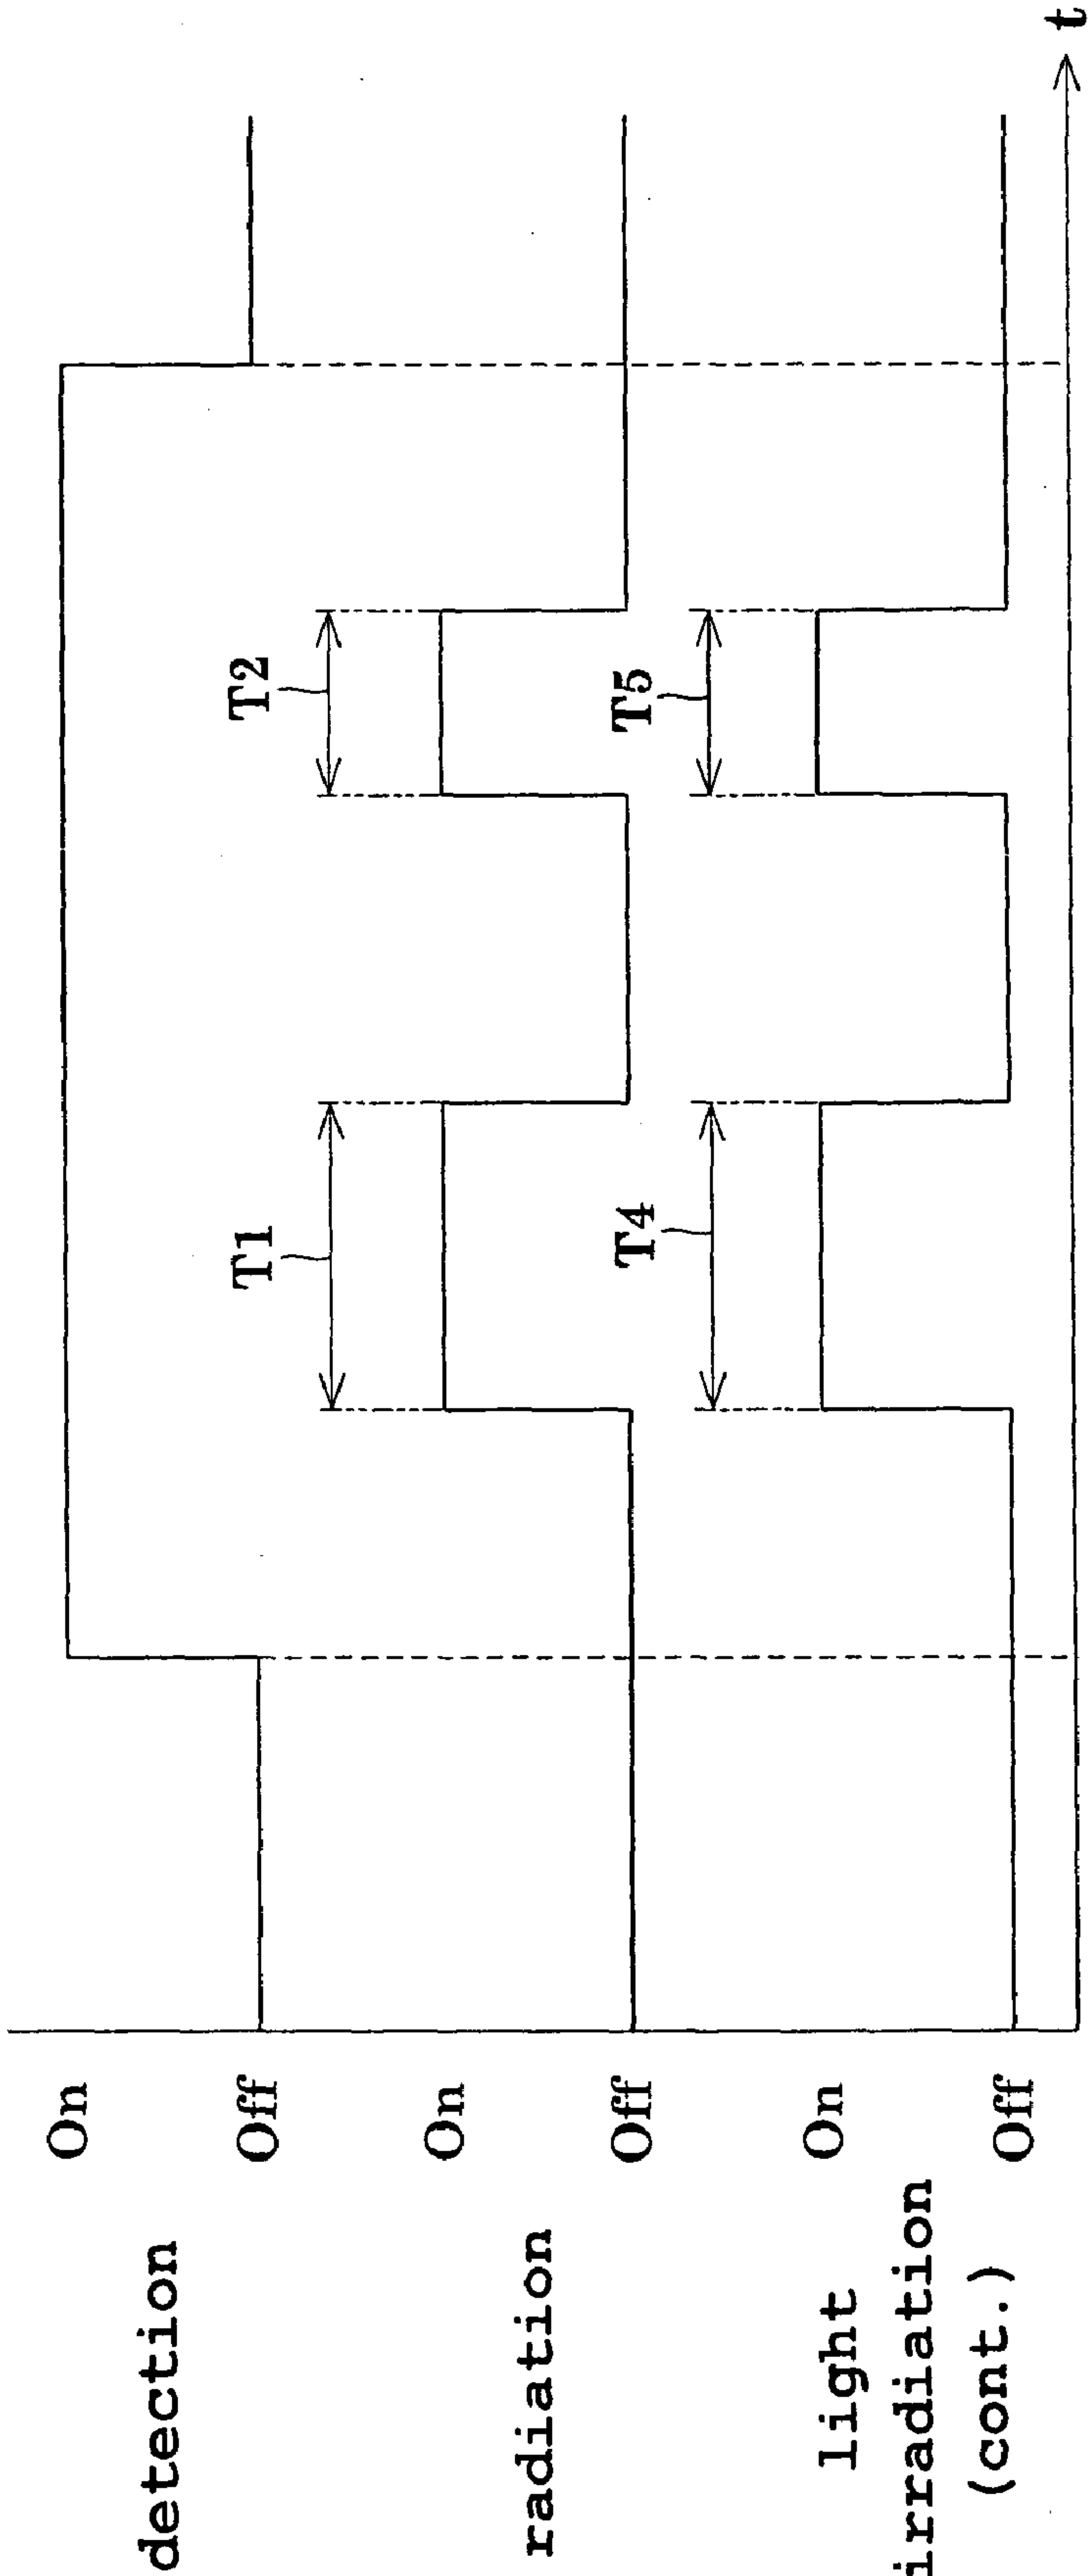 detection
On
Off
T1
T2
radiation
On
Off
T4
T5
light
irradiation
(cont.)
On
Off
t